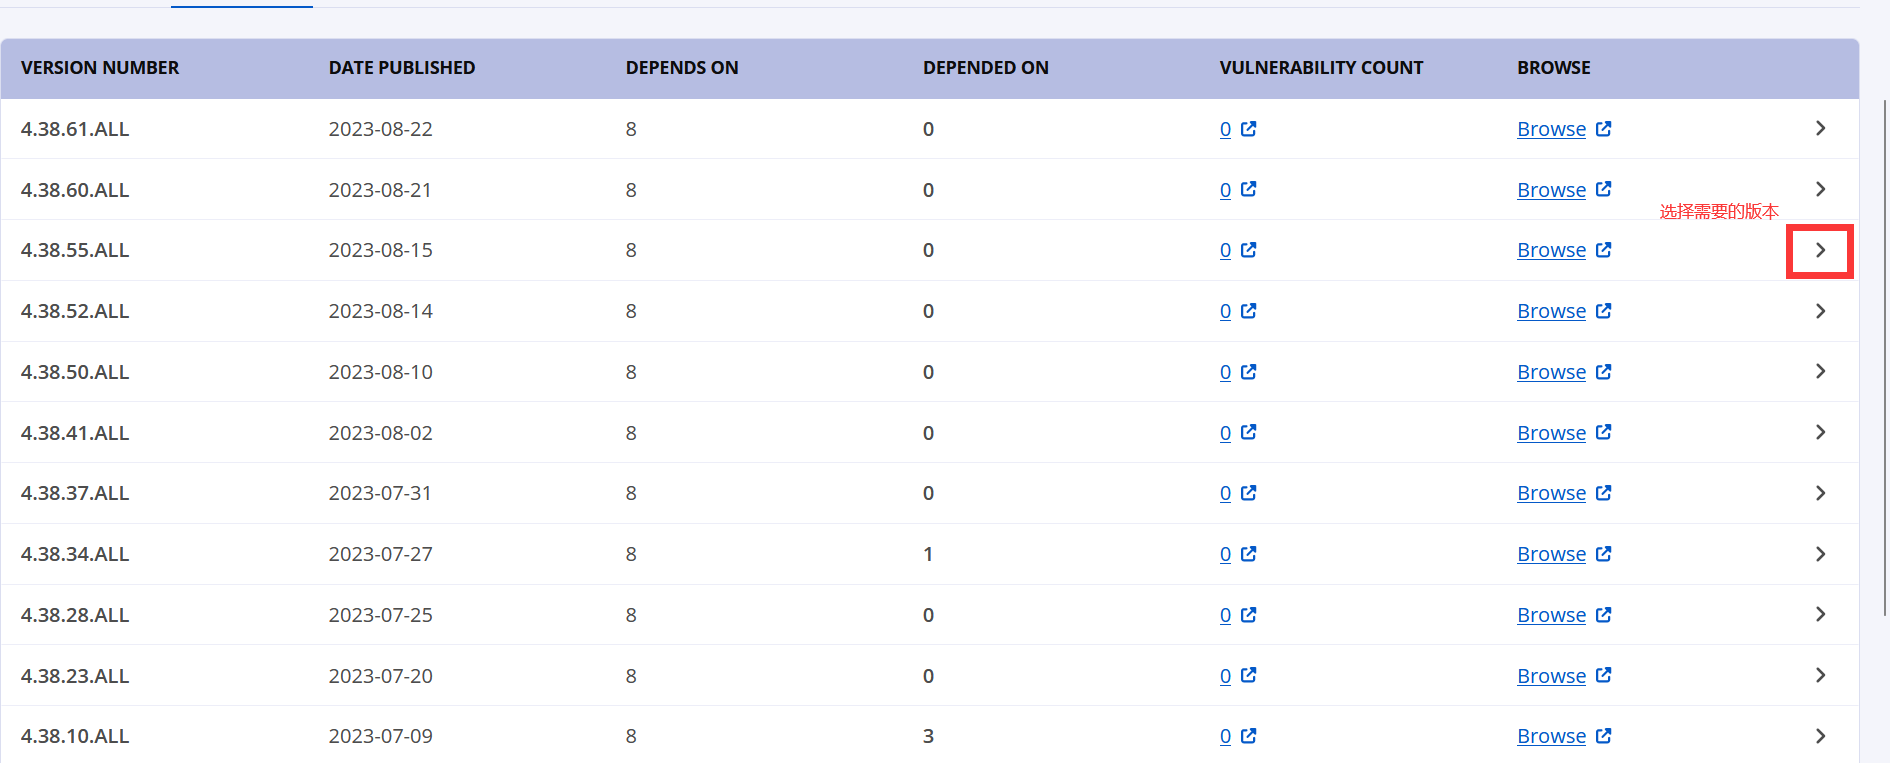 VERSION NUMBER DATE PUBLISHED DEPENDS ON DEPENDED ON VULNERABILITY COUNT BROWSE
4.38.61.ALL 2023-08-22 8 0 0 Browse
4.38.60.ALL 2023-08-21 8 0 0 Browse
选择需要的版本
4.38.55.ALL 2023-08-15 8 0 0 Browse
4.38.52.ALL 2023-08-14 8 0 0 Browse
4.38.50.ALL 2023-08-10 8 0 0 Browse
4.38.41.ALL 2023-08-02 8 0 0 Browse
4.38.37.ALL 2023-07-31 8 0 0 Browse
4.38.34.ALL 2023-07-27 8 1 0 Browse
4.38.28.ALL 2023-07-25 8 0 0 Browse
4.38.23.ALL 2023-07-20 8 0 0 Browse
4.38.10.ALL 2023-07-09 8 3 0 Browse